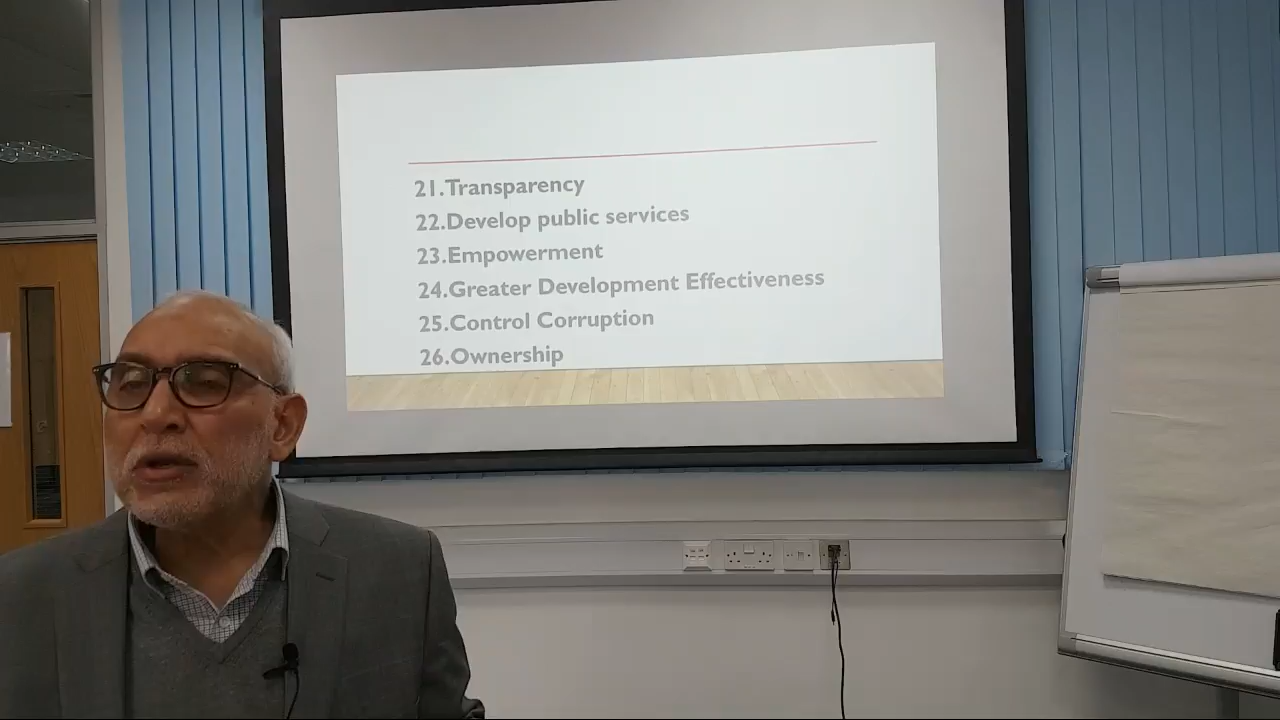 21.Transparency
22.Develop public services
23.Empowerment
24.Greater Development Effectiveness
25.Control Corruption
26.Ownership